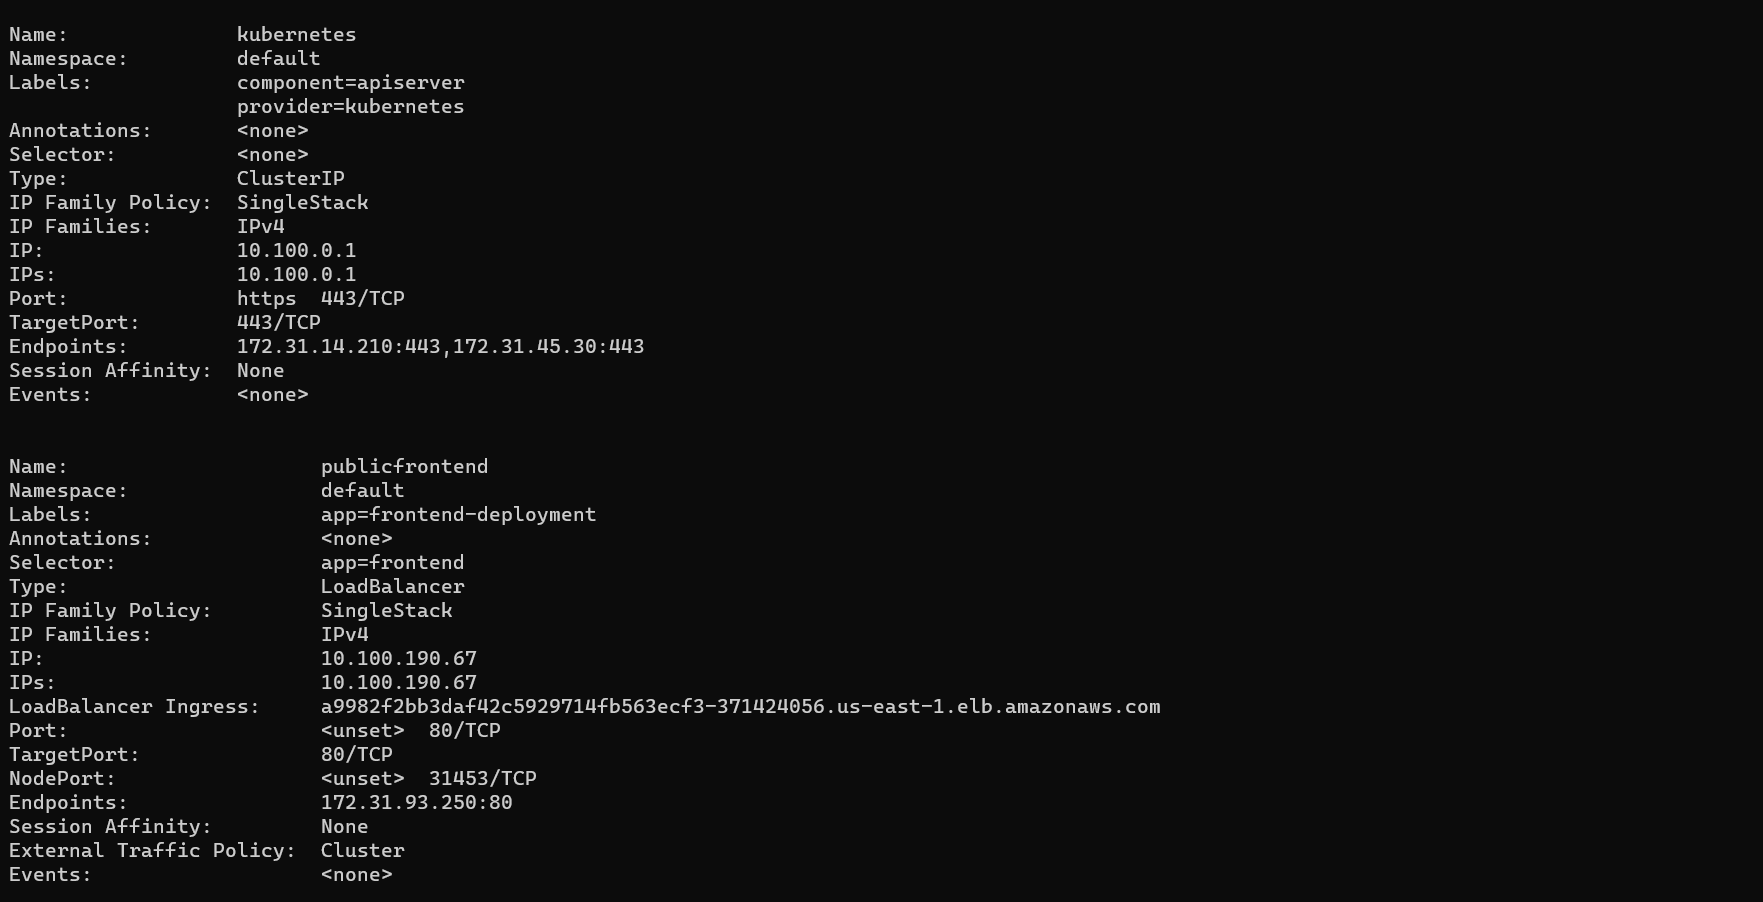 Name:              kubernetes
Namespace:         default
Labels:            component=apiserver
                   provider=kubernetes
Annotations:       <none>
Selector:          <none>
Type:              ClusterIP
IP Family Policy:  SingleStack
IP Families:       IPv4
IP:                10.100.0.1
IPs:               10.100.0.1
Port:              https  443/TCP
TargetPort:        443/TCP
Endpoints:         172.31.14.210:443,172.31.45.30:443
Session Affinity:  None
Events:            <none>

Name:                     publicfrontend
Namespace:                default
Labels:                   app=frontend-deployment
Annotations:              <none>
Selector:                 app=frontend
Type:                     LoadBalancer
IP Family Policy:         SingleStack
IP Families:              IPv4
IP:                       10.100.190.67
IPs:                      10.100.190.67
LoadBalancer Ingress:     a9982f2bb3daf42c5929714fb563ecf3-371424056.us-east-1.elb.amazonaws.com
Port:                     <unset>  80/TCP
TargetPort:               80/TCP
NodePort:                 <unset>  31453/TCP
Endpoints:                172.31.93.250:80
Session Affinity:         None
External Traffic Policy:  Cluster
Events:                   <none>